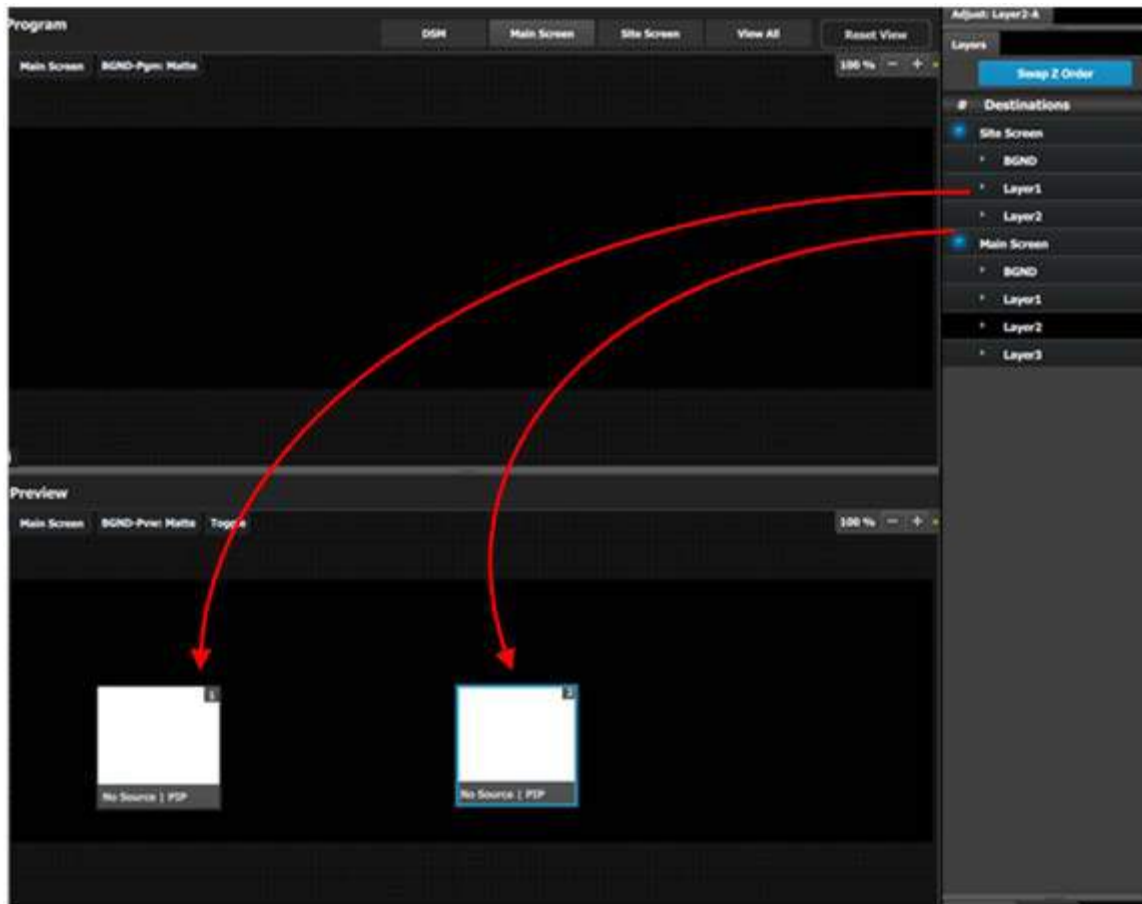 Program
DSM Main Screen Site Screen View All Reset View
Main Screen BGND-Pgm: Matte 100 % − +
Preview
Main Screen BGND-Pvw: Matte Toggle 100 % − +
1
No Source | PIP
2
No Source | PIP
Adjust: Layer2-A
Layers
Swap Z Order
# Destinations
Site Screen
BGND
Layer1
Layer2
Main Screen
BGND
Layer1
Layer2
Layer3